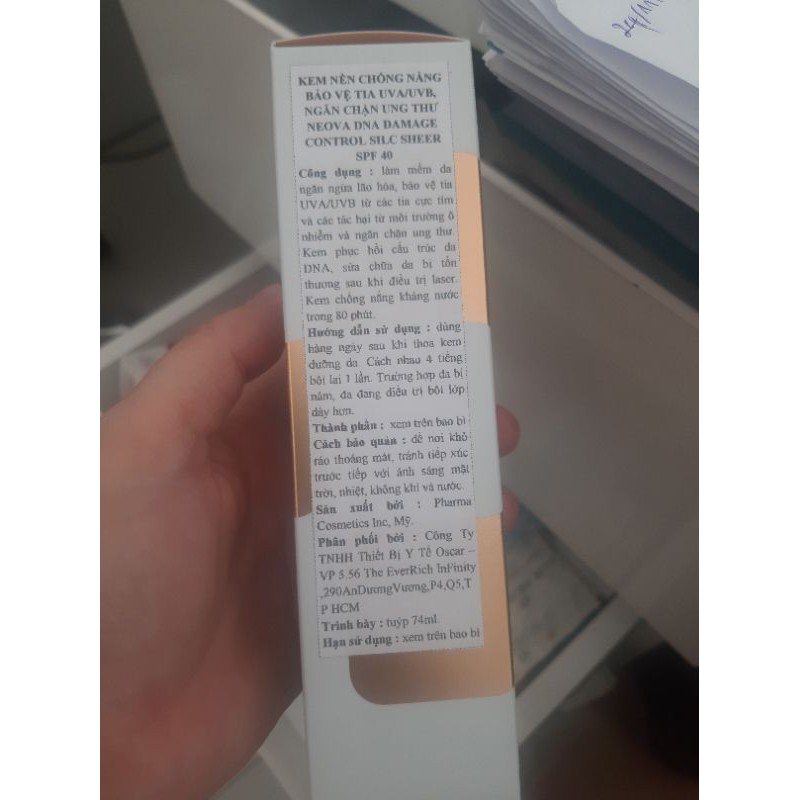 KEM NỀN CHỐNG NẮNG
BẢO VỆ TIA UVA/UVB,
NGĂN CHẶN UNG THƯ
NEOVA DNA DAMAGE
CONTROL SILC SHEER
SPF 40
Công dụng : làm mềm da
ngăn ngừa lão hóa, bảo vệ tia
UVA/UVB từ các tia cực tím
và các tác hại từ môi trường ô
nhiễm và ngăn chặn ung thư.
Kem phục hồi cấu trúc da
DNA, sửa chữa da bị tổn
thương sau khi điều trị laser.
Kem chống nắng kháng nước
trong 80 phút.
Hướng dẫn sử dụng : dùng
hàng ngày sau khi thoa kem
dưỡng da. Cách nhau 4 tiếng
bôi lại 1 lần. Trường hợp da bị
nám, da đang điều trị bôi lớp
dày hơn.
Thành phần : xem trên bao bì
Cách bảo quản : để nơi khô
ráo thoáng mát, tránh tiếp xúc
trước tiếp với ánh sáng mặt
trời, nhiệt, không khí và nước.
Sản xuất bởi : Pharma
Cosmetics Inc, Mỹ.
Phân phối bởi : Công Ty
TNHH Thiết Bị Y Tế Oscar –
VP 5.56 The EverRich Infinity
,290AnDươngVương,P4,Q5,T
P HCM
Trình bày : tuýp 74ml.
Hạn sử dụng : xem trên bao bì